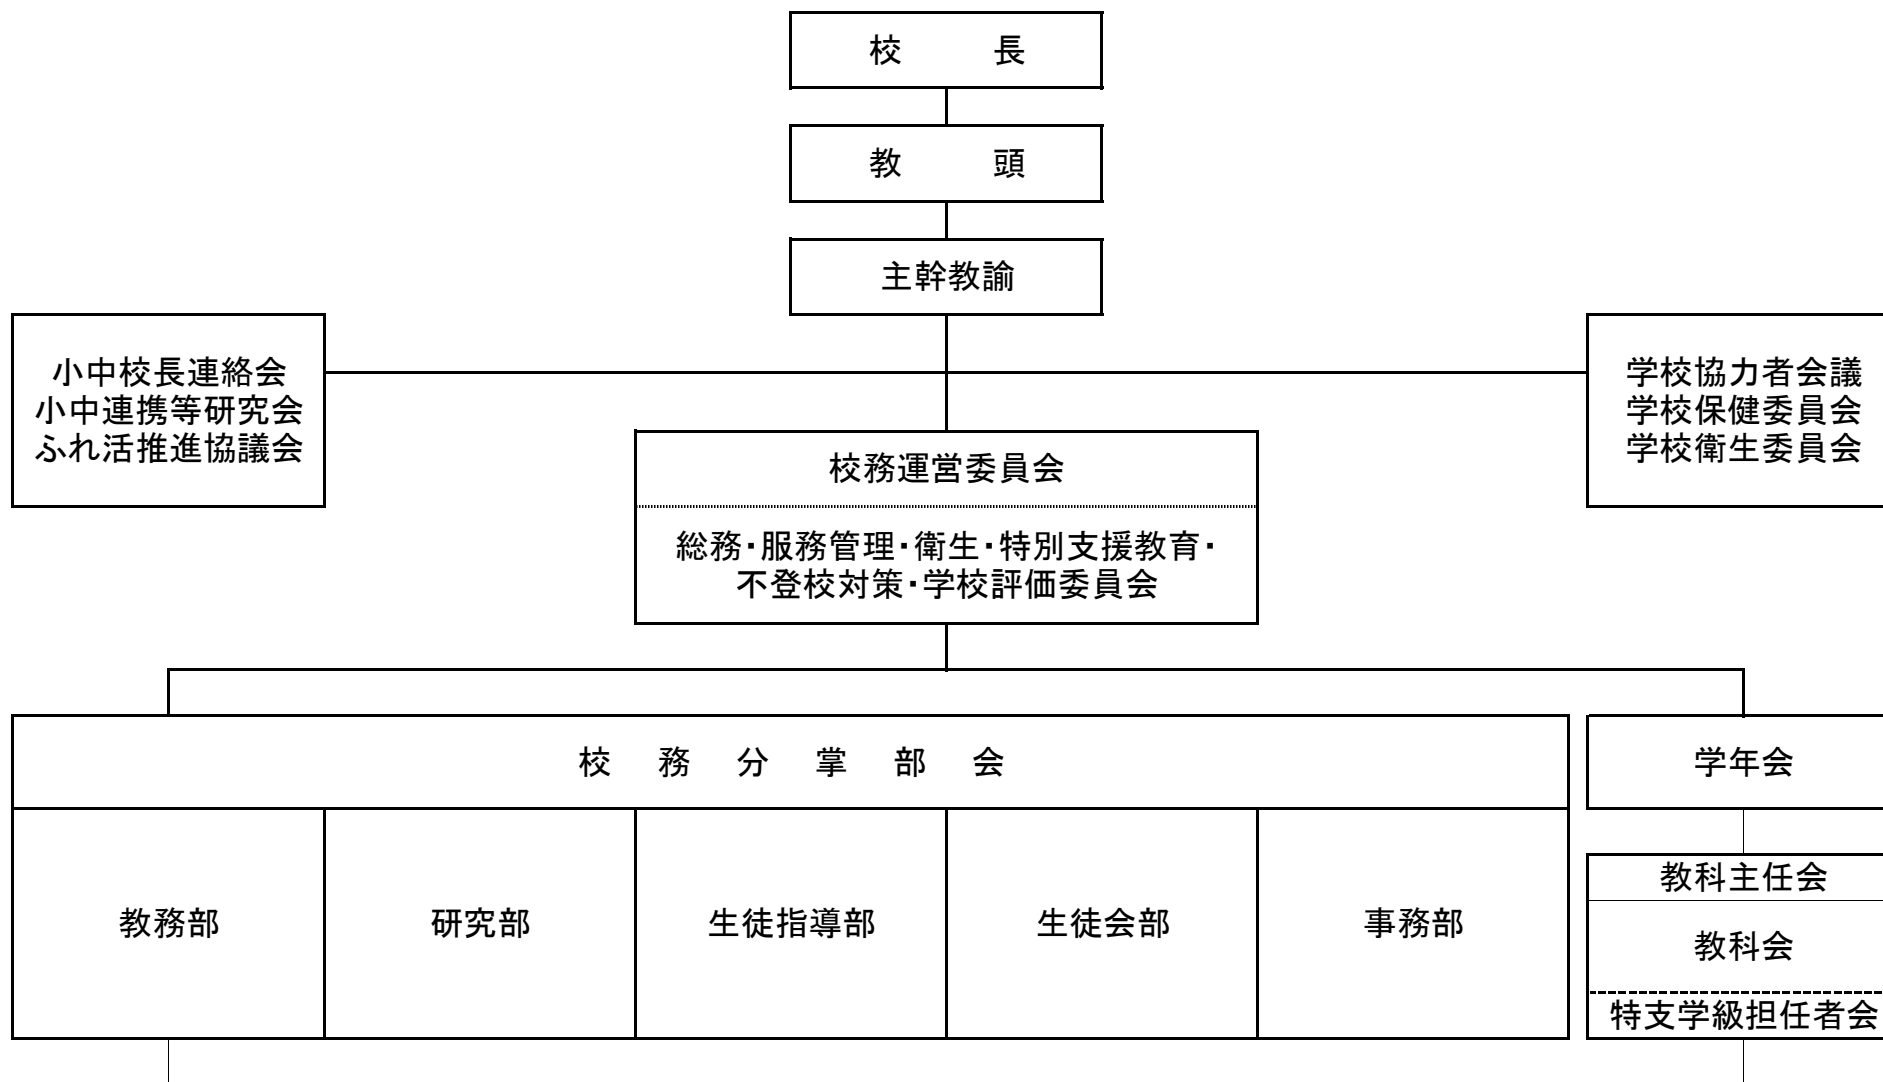 校長
教頭
主幹教諭
小中校長連絡会
小中連携等研究会
ふれ活推進協議会
学校協力者会議
学校保健委員会
学校衛生委員会
校務運営委員会
総務・服務管理・衛生・特別支援教育・
不登校対策・学校評価委員会
校務分掌部会
学年会
教務部
研究部
生徒指導部
生徒会部
事務部
教科主任会
教科会
特支学級担任者会